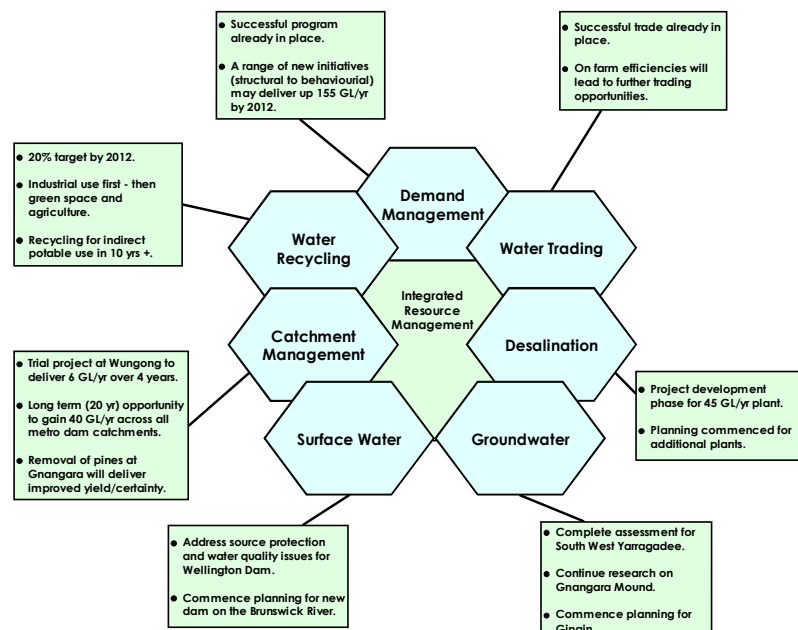 ● Successful program
already in place.
● A range of new initiatives
(structural to behaviourial)
may deliver up 155 GL/yr
by 2012.
● Successful trade already in
place.
● On farm efficiencies will
lead to further trading
opportunities.
● 20% target by 2012.
● Industrial use first - then
green space and
agriculture.
● Recycling for indirect
potable use in 10 yrs +.
Demand
Management
Water
Recycling
Water Trading
Integrated
Resource
Management
Catchment
Management
Desalination
Surface Water
Groundwater
● Trial project at Wungong to
deliver 6 GL/yr over 4 years.
● Long term (20 yr) opportunity
to gain 40 GL/yr across all
metro dam catchments.
● Removal of pines at
Gnangara will deliver
improved yield/certainty.
● Project development
phase for 45 GL/yr plant.
● Planning commenced for
additional plants.
● Address source protection
and water quality issues for
Wellington Dam.
● Commence planning for new
dam on the Brunswick River.
● Complete assessment for
South West Yarragadee.
● Continue research on
Gnangara Mound.
● Commence planning for
Gingin